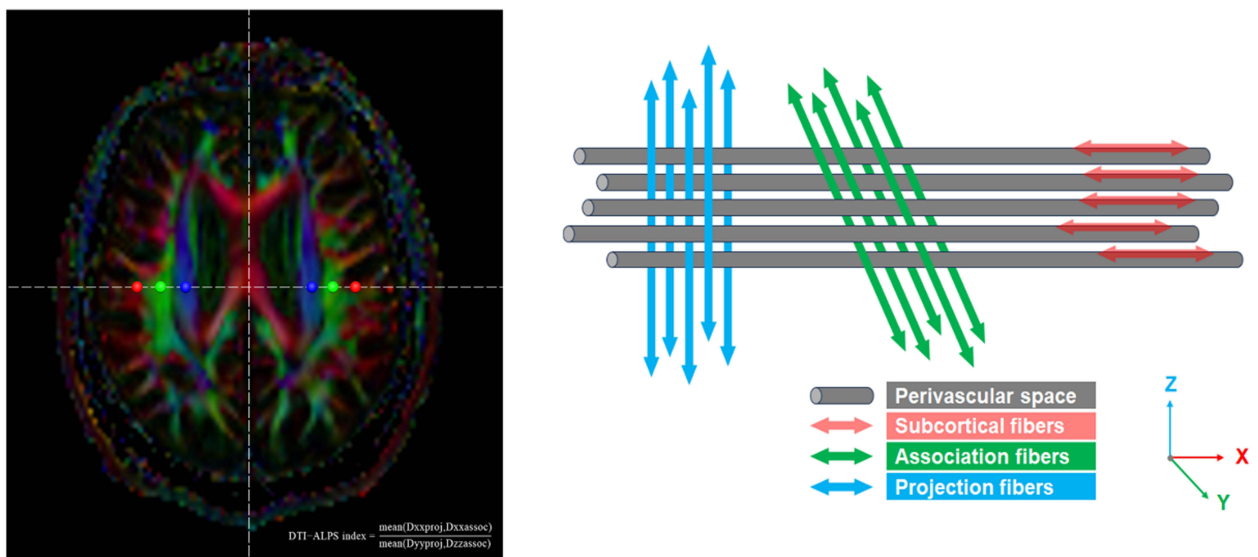 DTI−ALPS index = mean(Dxxproj,Dxxassoc)
mean(Dyyproj,Dzzassoc)
Perivascular space
Subcortical fibers
Association fibers
Projection fibers
Z
X
Y